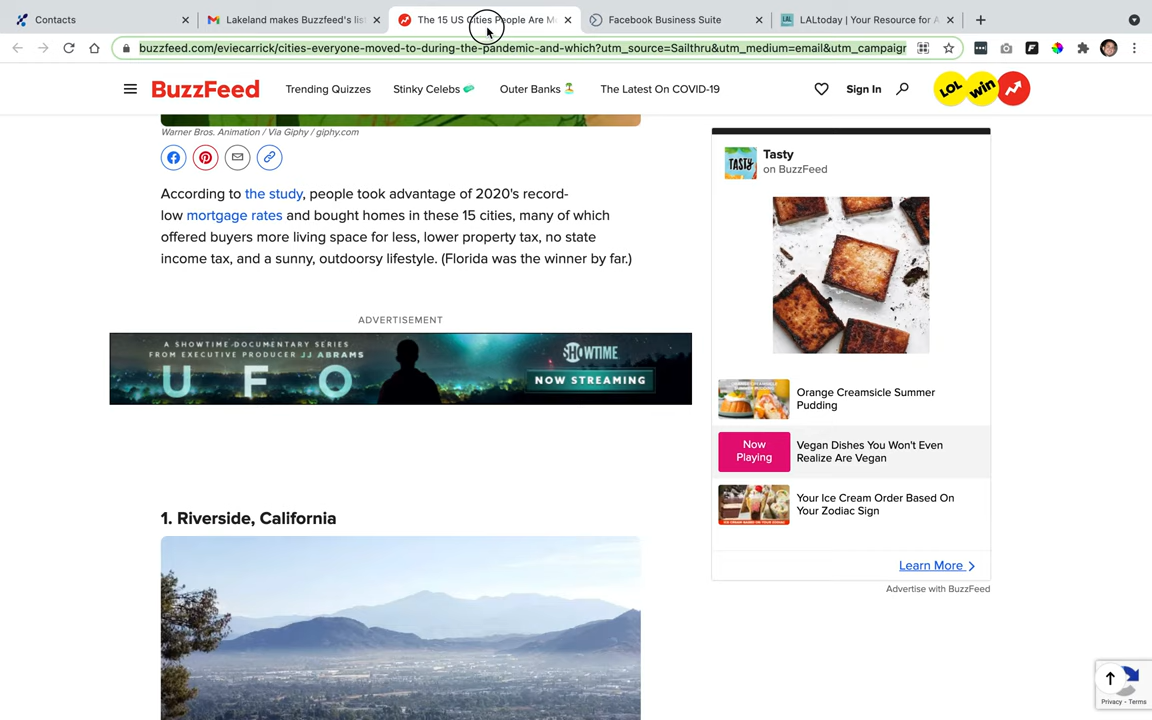 Contacts
Lakeland makes Buzzfeed's lis
The 15 US Cities People Are M
Facebook Business Suite
LALtoday | Your Resource for A
buzzfeed.com/eviecarrick/cities-everyone-moved-to-during-the-pandemic-and-which?utm_source=Sailthru&utm_medium=email&utm_campaign
BuzzFeed
Trending Quizzes
Stinky Celebs
Outer Banks
The Latest On COVID-19
Sign In
LOL
win
Warner Bros. Animation / Via Giphy / giphy.com
According to the study, people took advantage of 2020's record-
low mortgage rates and bought homes in these 15 cities, many of which
offered buyers more living space for less, lower property tax, no state
income tax, and a sunny, outdoorsy lifestyle. (Florida was the winner by far.)
ADVERTISEMENT
A SHOWTIME DOCUMENTARY SERIES
FROM EXECUTIVE PRODUCER JJ ABRAMS
UFO
SHOWTIME
NOW STREAMING
1. Riverside, California
TASTY
Tasty
on BuzzFeed
Orange Creamsicle Summer
Pudding
Now
Playing
Vegan Dishes You Won't Even
Realize Are Vegan
Your Ice Cream Order Based On
Your Zodiac Sign
Learn More
Advertise with BuzzFeed
Privacy - Terms